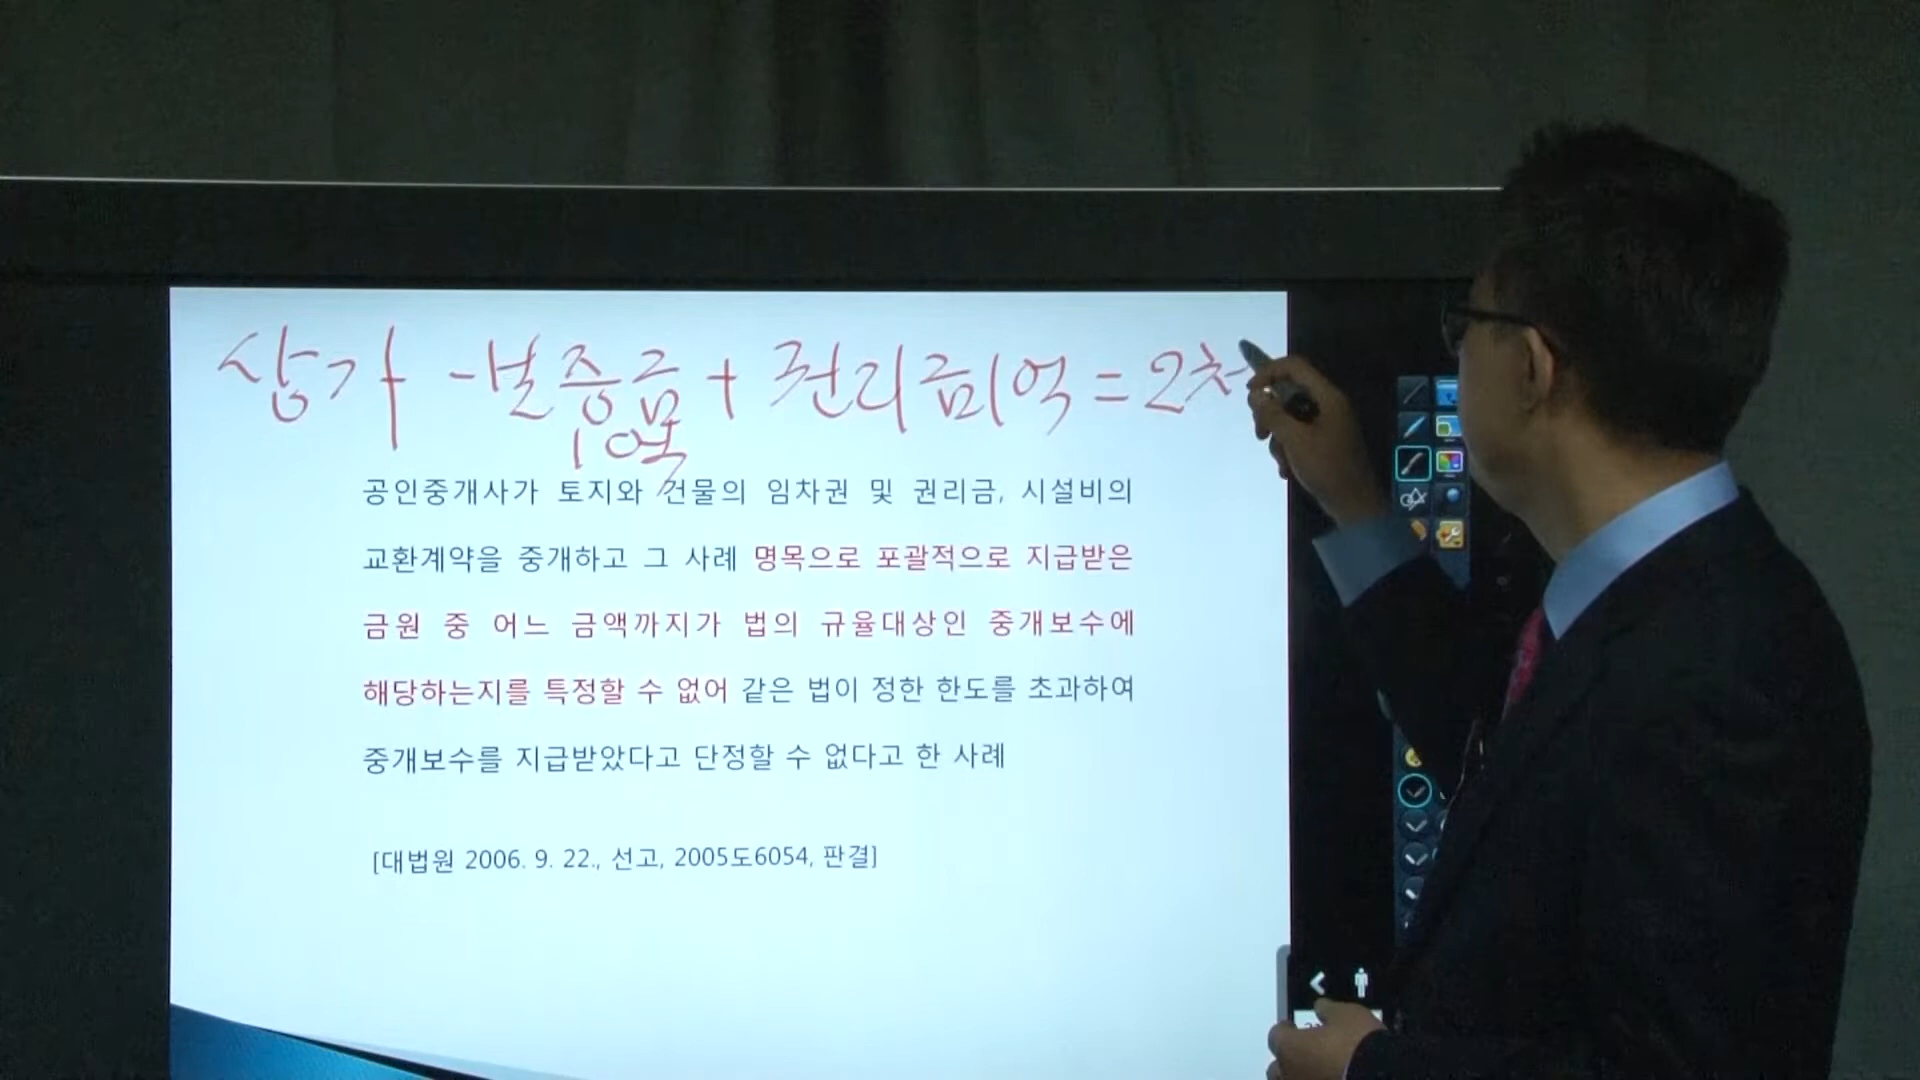 상가 - 보증금 + 권리금 1억 = 2천
1억
공인중개사가 토지와 건물의 임차권 및 권리금, 시설비의
교환계약을 중개하고 그 사례 명목으로 포괄적으로 지급받은
금원 중 어느 금액까지가 법의 규율대상인 중개보수에
해당하는지를 특정할 수 없어 같은 법이 정한 한도를 초과하여
중개보수를 지급받았다고 단정할 수 없다고 한 사례
[대법원 2006. 9. 22., 선고, 2005도6054, 판결]